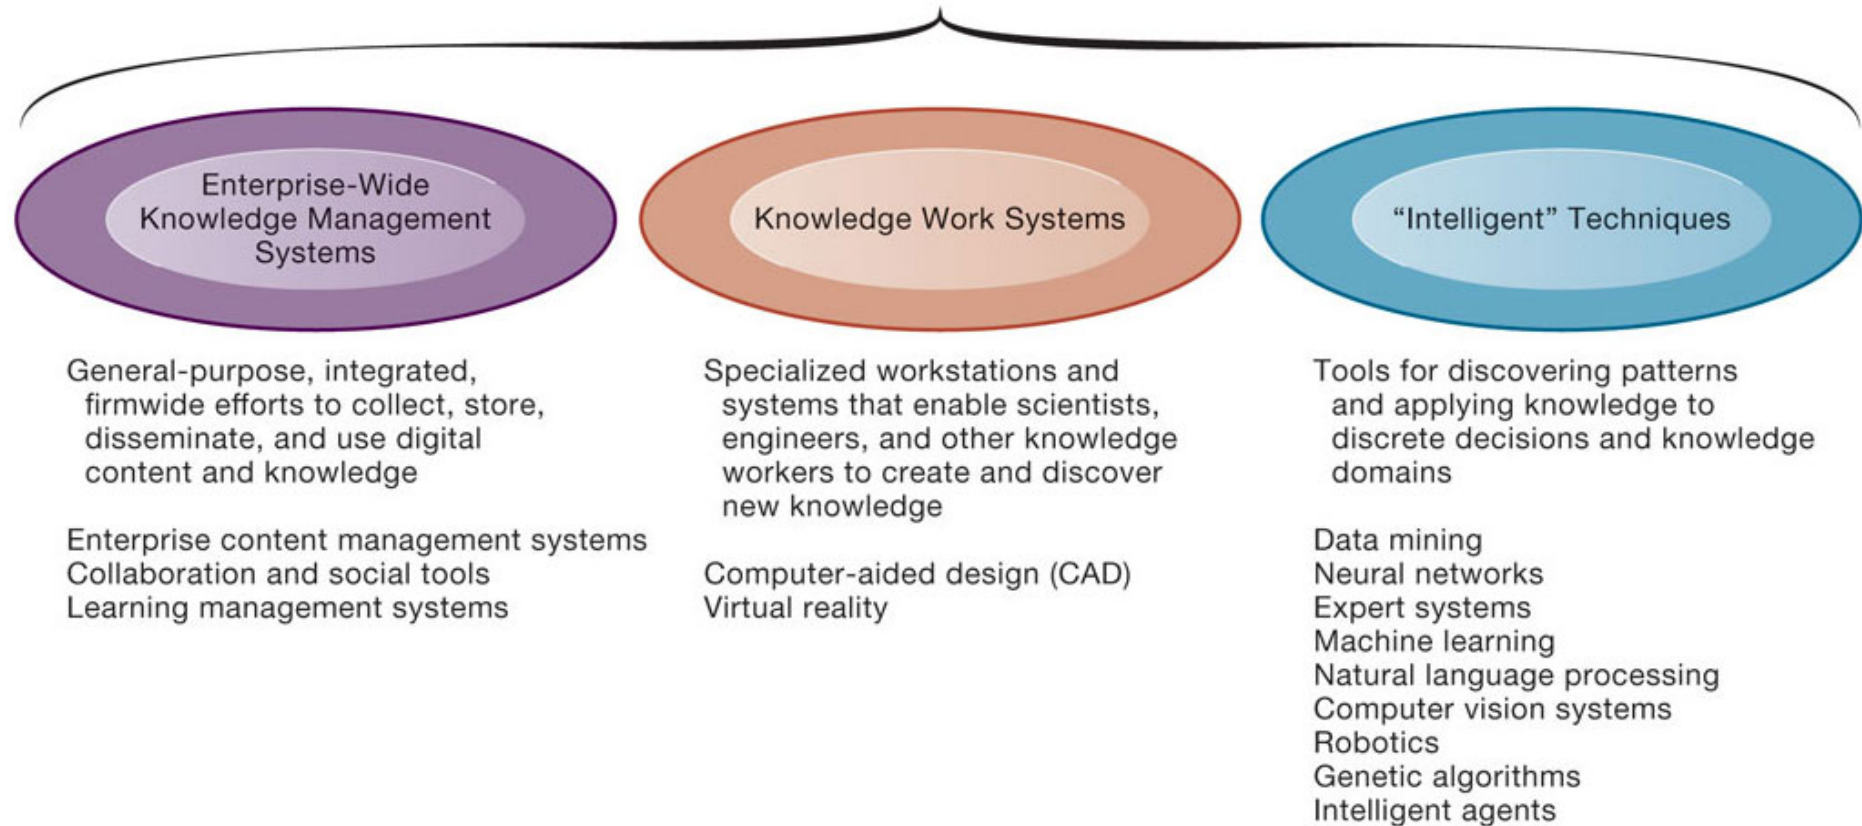 Enterprise-Wide
Knowledge Management
Systems
General-purpose, integrated,
firmwide efforts to collect, store,
disseminate, and use digital
content and knowledge
Enterprise content management systems
Collaboration and social tools
Learning management systems
Knowledge Work Systems
Specialized workstations and
systems that enable scientists,
engineers, and other knowledge
workers to create and discover
new knowledge
Computer-aided design (CAD)
Virtual reality
“Intelligent” Techniques
Tools for discovering patterns
and applying knowledge to
discrete decisions and knowledge
domains
Data mining
Neural networks
Expert systems
Machine learning
Natural language processing
Computer vision systems
Robotics
Genetic algorithms
Intelligent agents